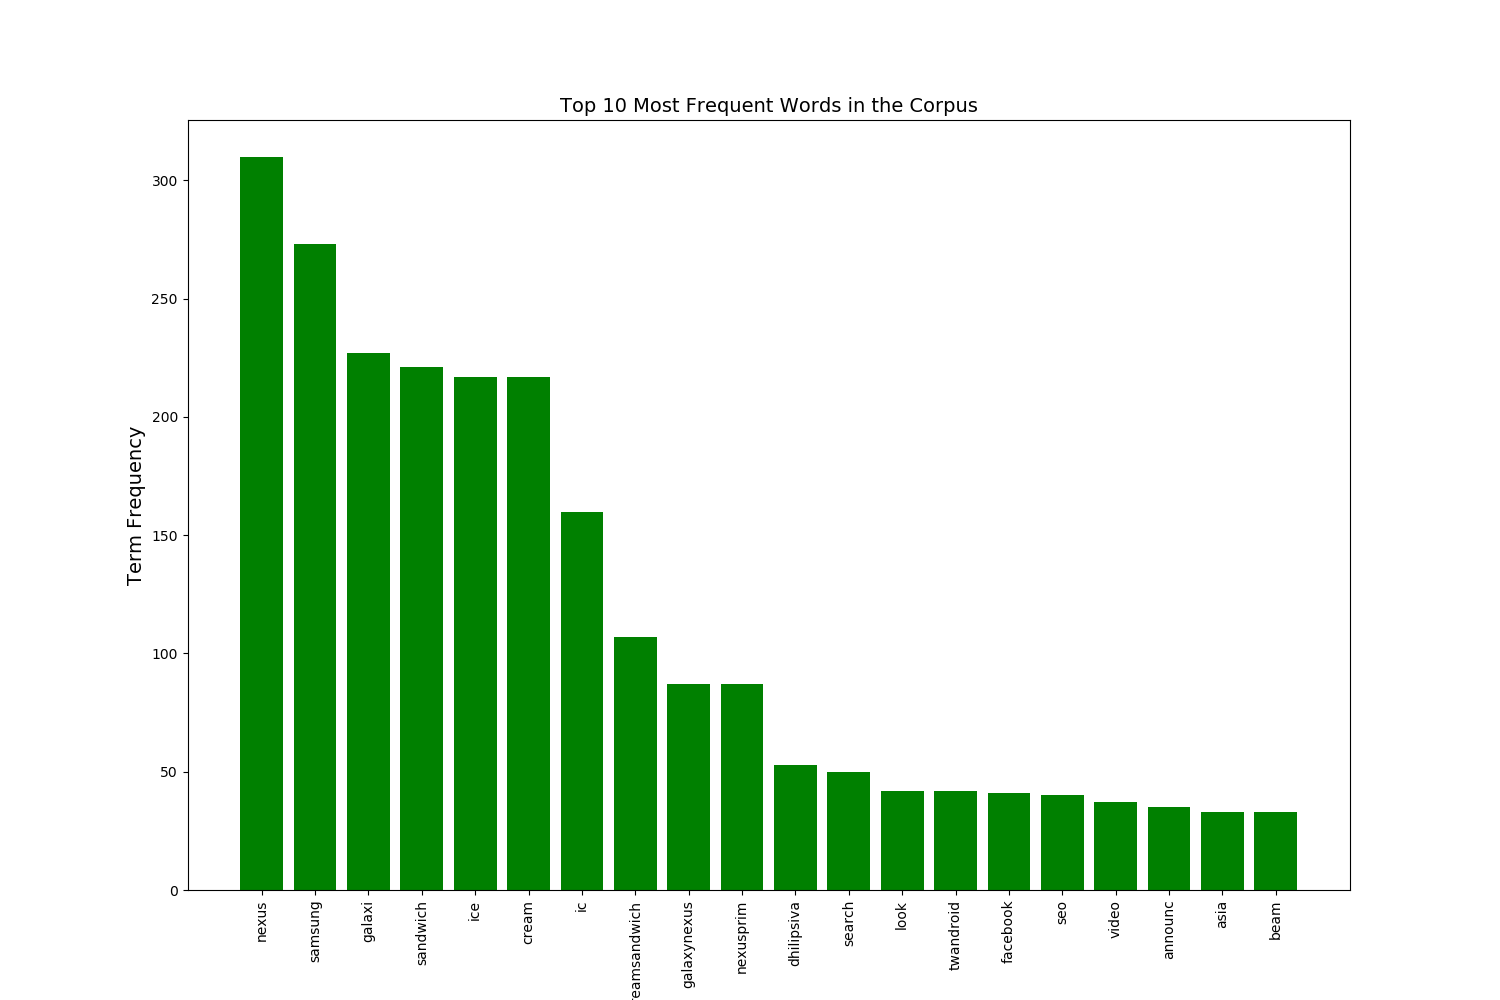 Top 10 Most Frequent Words in the Corpus
Term Frequency
300
250
200
150
100
50
0
nexus
samsung
galaxi
sandwich
ice
cream
ic
reamsandwich
galaxynexus
nexusprim
dhilipsiva
search
look
twandroid
facebook
seo
video
announc
asia
beam